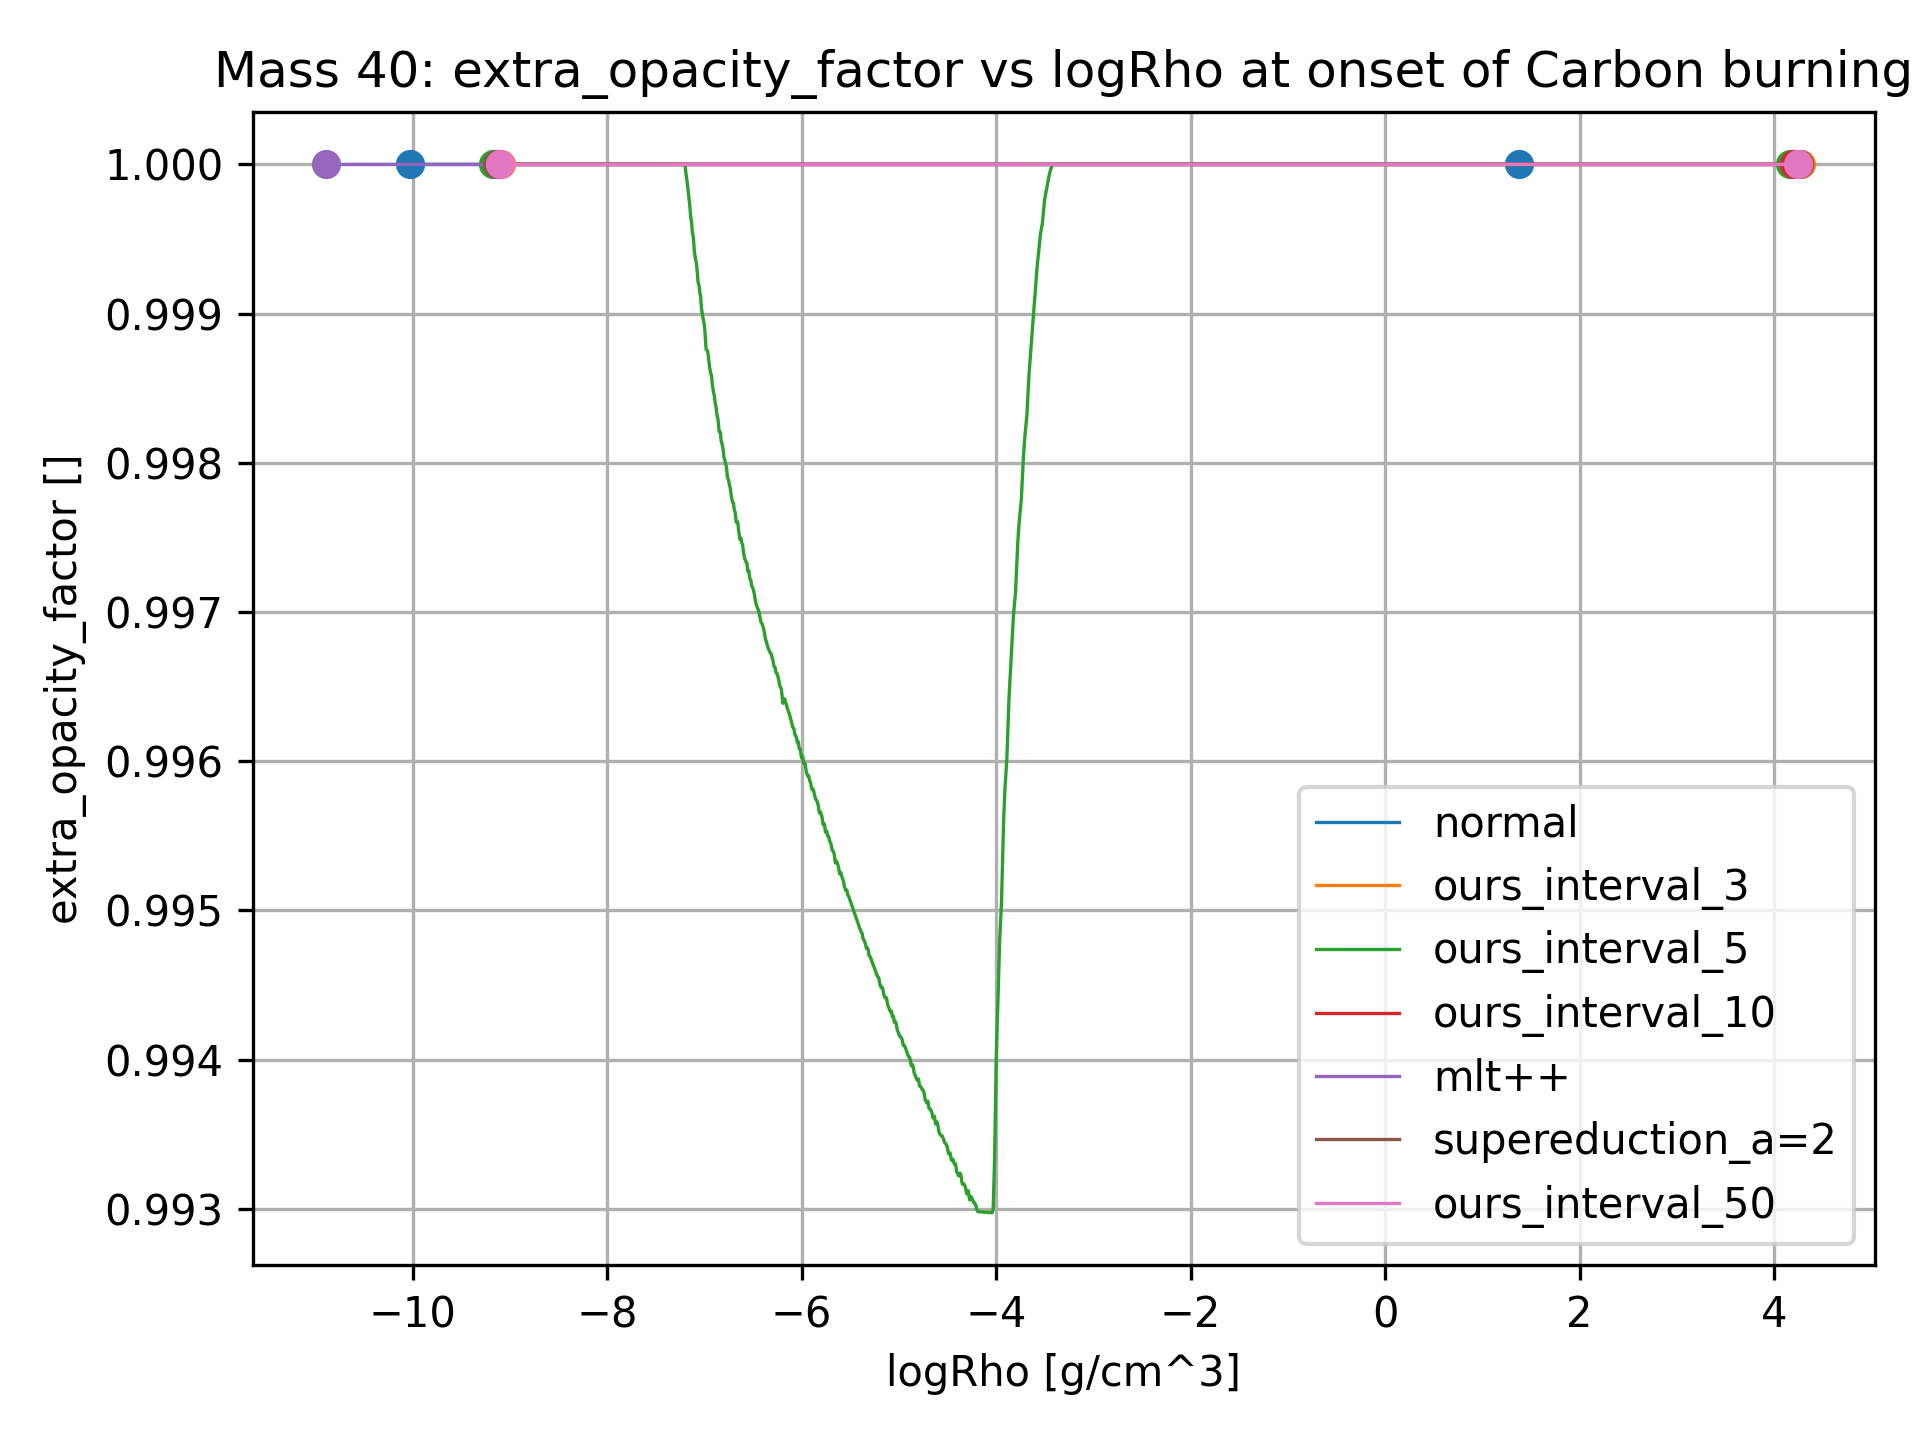 Mass 40: extra_opacity_factor vs logRho at onset of Carbon burning
extra_opacity_factor []
1.000
0.999
0.998
0.997
0.996
0.995
0.994
0.993
normal
ours_interval_3
ours_interval_5
ours_interval_10
mlt++
supereduction_a=2
ours_interval_50
−10 −8 −6 −4 −2 0 2 4
logRho [g/cm^3]